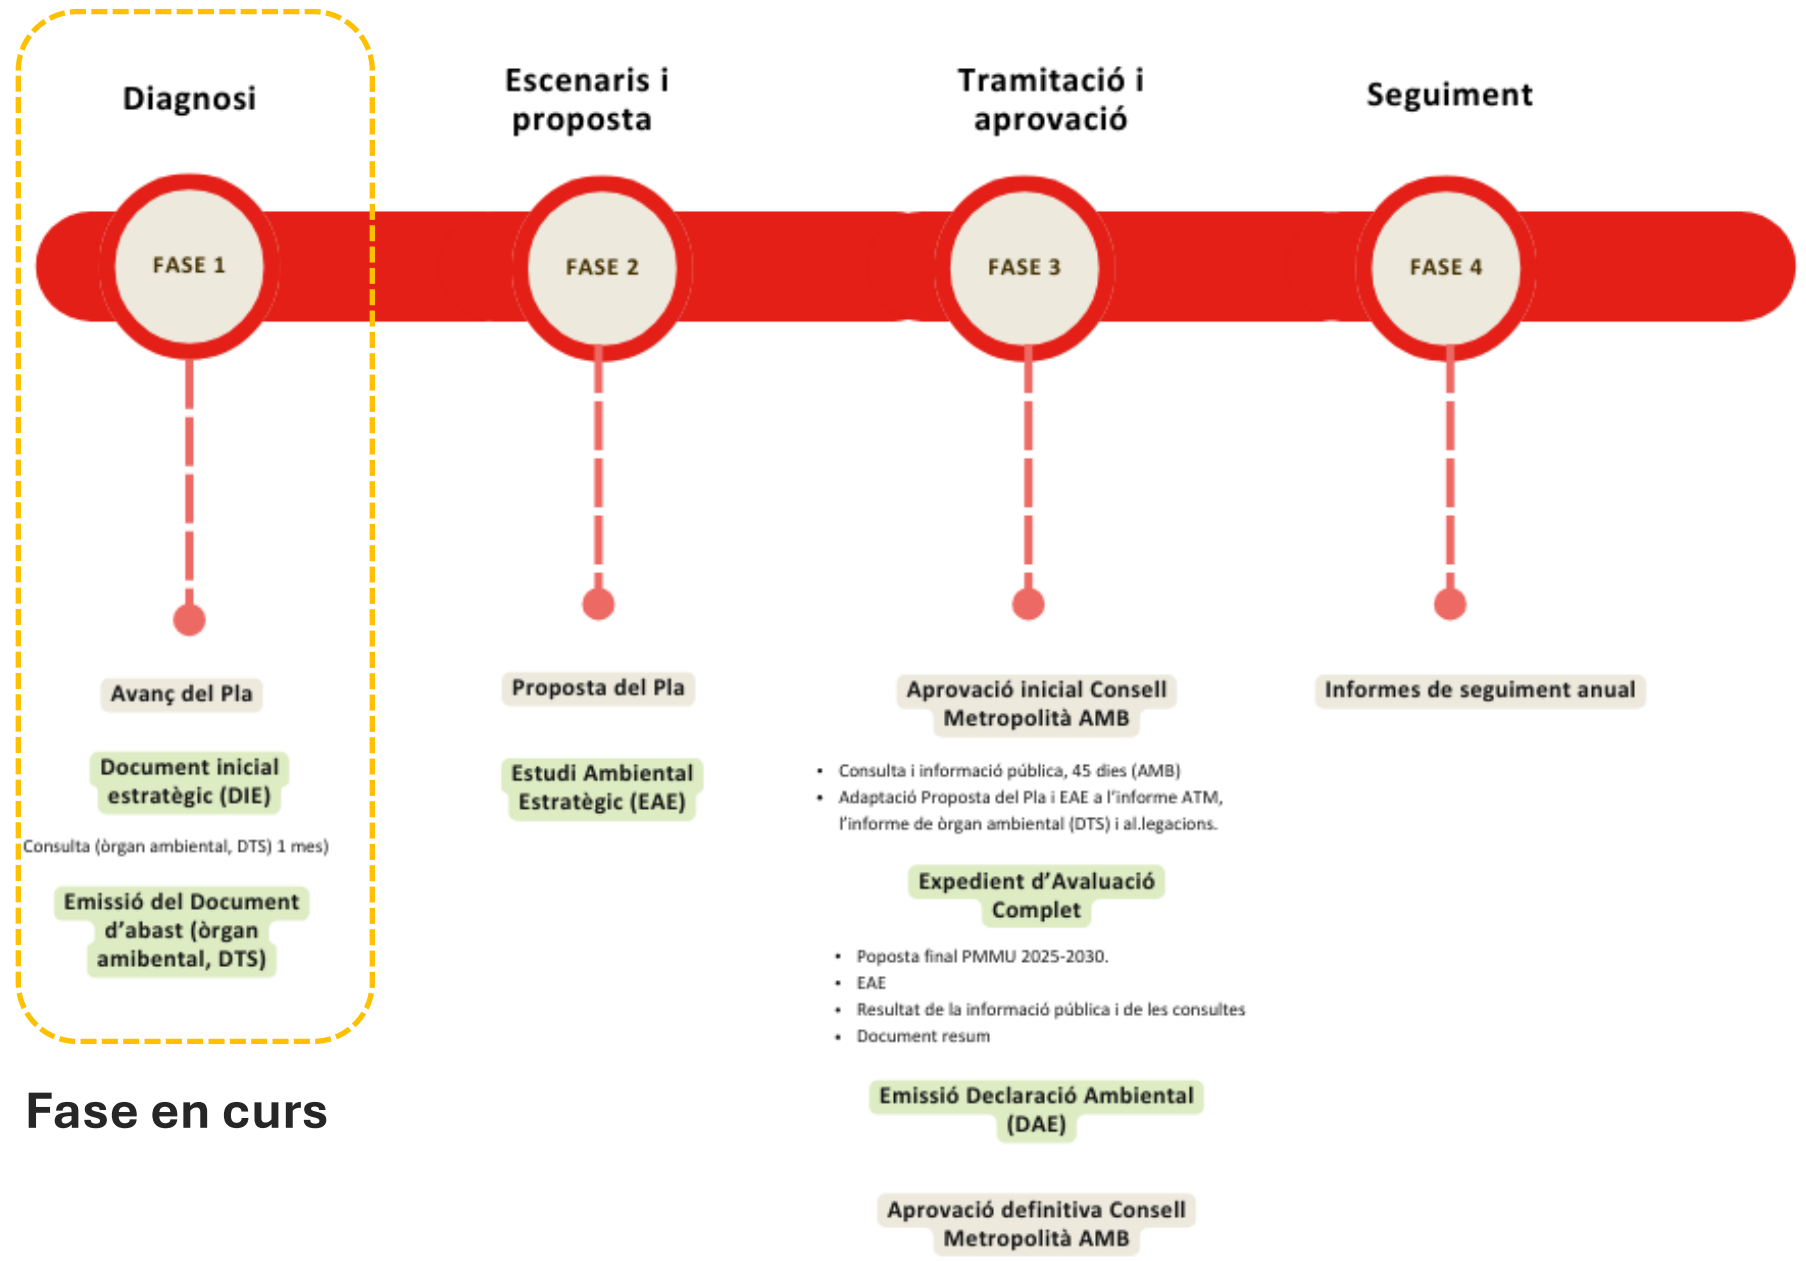 Diagnosi
Escenaris i
proposta
Tramitació i
aprovació
Seguiment
FASE 1
FASE 2
FASE 3
FASE 4
Avanç del Pla
Document inicial
estratègic (DIE)
Consulta (òrgan ambiental, DTS) 1 mes)
Emissió del Document
d'abast (òrgan
amibental, DTS)
Fase en curs
Proposta del Pla
Estudi Ambiental
Estratègic (EAE)
Aprovació inicial Consell
Metropolità AMB
• Consulta i informació pública, 45 dies (AMB)
• Adaptació Proposta del Pla i EAE a l'informe ATM,
l'informe de òrgan ambiental (DTS) i al.legacions.
Expedient d'Avaluació
Complet
• Poposta final PMMU 2025-2030.
• EAE
• Resultat de la informació pública i de les consultes
• Document resum
Emissió Declaració Ambiental
(DAE)
Aprovació definitiva Consell
Metropolità AMB
Informes de seguiment anual